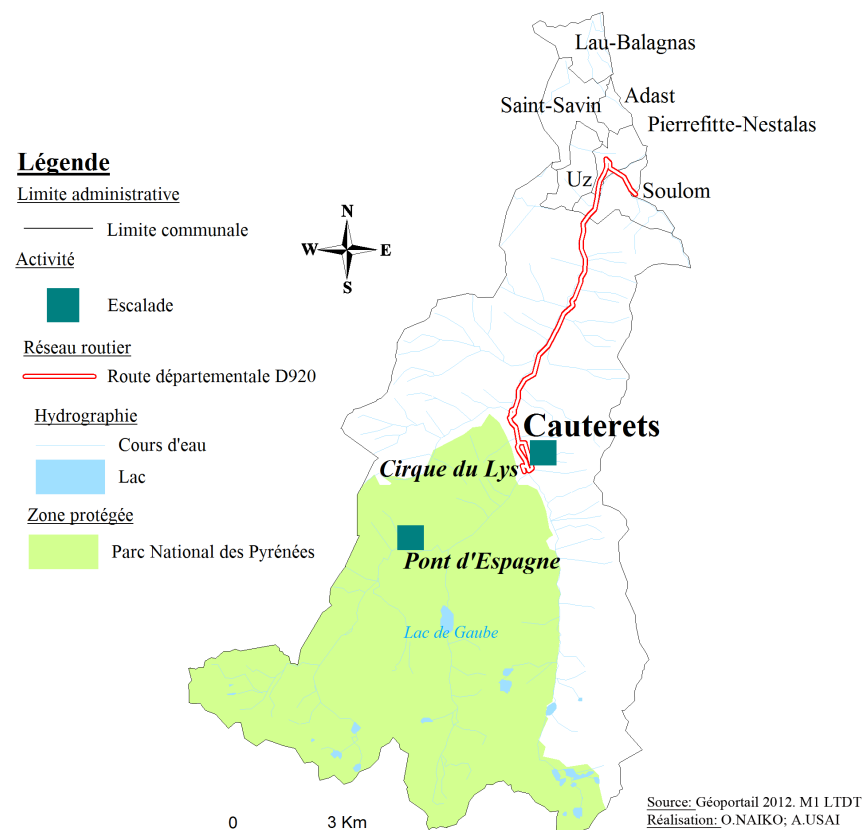 Lau-Balagnas
Saint-Savin
Adast
Pierrefitte-Nestalas
Uz
Soulom
Légende
Limite administrative
Limite communale
Activité
Escalade
Réseau routier
Route départementale D920
Hydrographie
Cours d'eau
Lac
Zone protégée
Parc National des Pyrénées
N
W E
S
Cauterets
Cirque du Lys
Pont d'Espagne
Lac de Gaube
0 3 Km
Source: Géoportail 2012. M1 LTDT
Réalisation: O.NAIKO; A.USAI